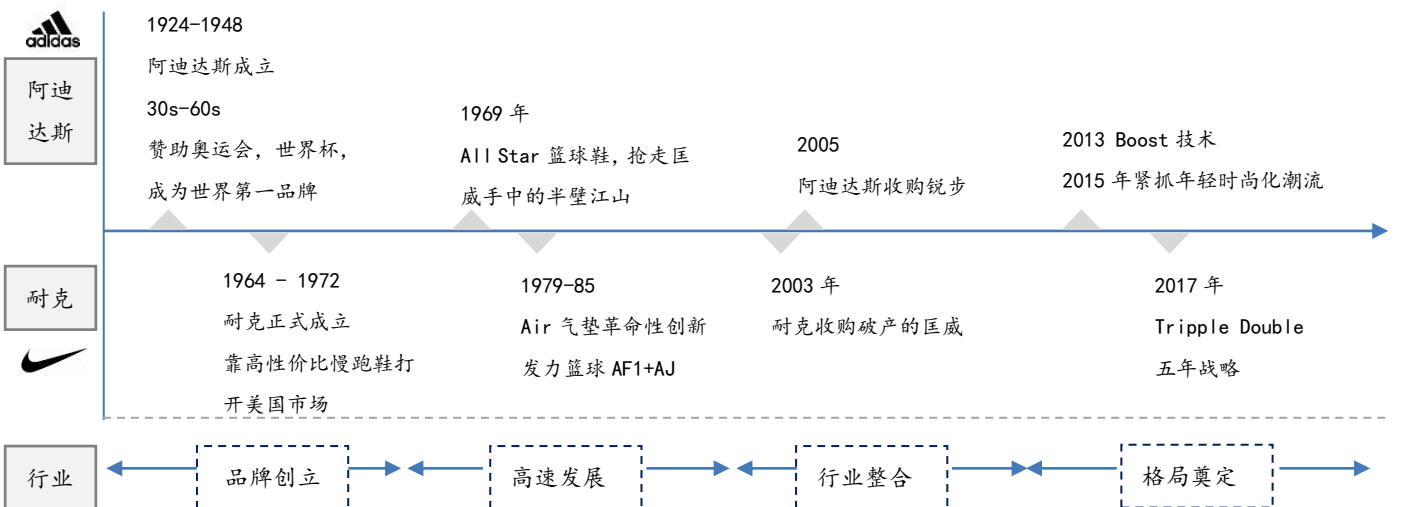 adidas
阿迪
达斯
1924-1948
阿迪达斯成立
30s-60s
赞助奥运会，世界杯，
成为世界第一品牌
1969 年
All Star 篮球鞋，抢走匡
威手中的半壁江山
2005
阿迪达斯收购锐步
2013 Boost 技术
2015 年紧抓年轻时尚化潮流
耐克
1964 - 1972
耐克正式成立
靠高性价比慢跑鞋打
开美国市场
1979-85
Air 气垫革命性创新
发力篮球 AF1+AJ
2003 年
耐克收购破产的匡威
2017 年
Tripple Double
五年战略
行业
品牌创立
高速发展
行业整合
格局奠定